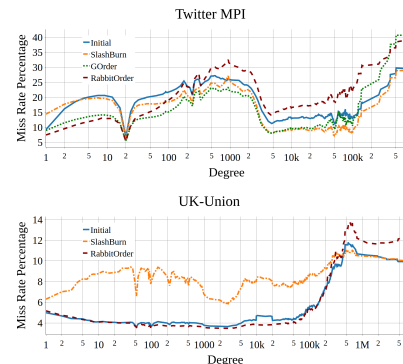 Twitter MPI
Miss Rate Percentage
40
35
30
25
20
15
10
5
Initial
SlashBurn
GOrder
RabbitOrder
1 2 5 10 2 5 100 2 5 1000 2 5 10k 2 5 100k 2 5
Degree
UK-Union
Miss Rate Percentage
14
12
10
8
6
4
Initial
SlashBurn
RabbitOrder
1 2 5 10 2 5 100 2 5 1000 2 5 10k 2 5 100k 2 5 1M 2 5
Degree